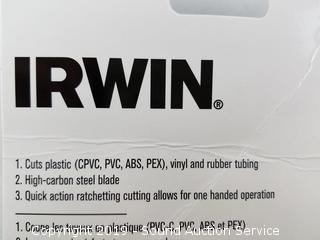 IRWIN®
1. Cuts plastic (CPVC, PVC, ABS, PEX), vinyl and rubber tubing
2. High-carbon steel blade
3. Quick action ratchetting cutting allows for one handed operation
1. Coupe les tuyaux en plastique (PVC-C, PVC, ABS et PEX)
Copyright 2019 - Sound Auction Service